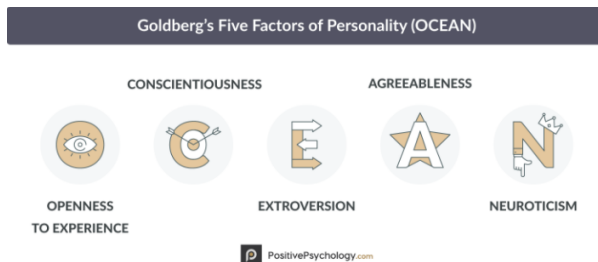 Goldberg's Five Factors of Personality (OCEAN)
CONSCIENTIOUSNESS
AGREEABLENESS
O C E A N
OPENNESS
TO EXPERIENCE
EXTROVERSION
NEUROTICISM
PositivePsychology.com